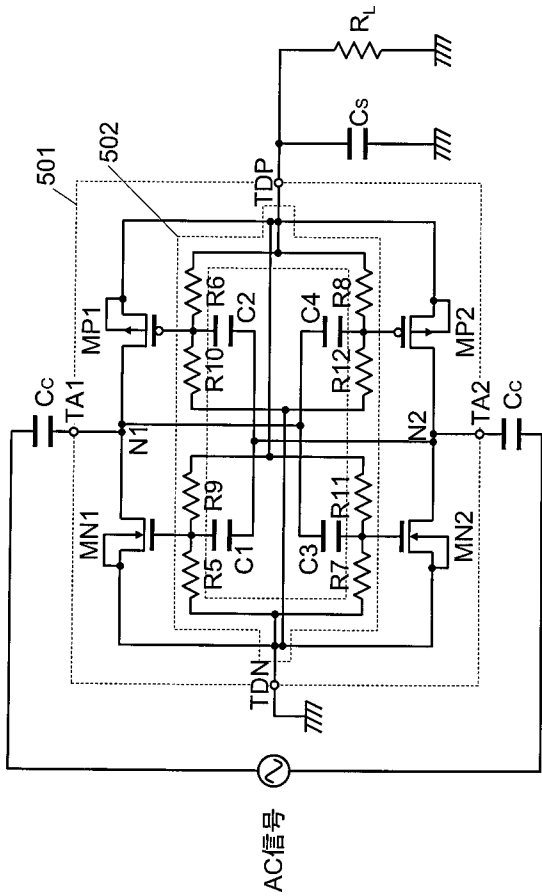 501
502
MP1
CC
TA1
N1
MN1
R6
C2
R10
R9
R5
C1
TDP
CS
RL
TDN
C4
R8
R12
C3
R11
R7
MP2
N2
TA2
CC
MN2
AC信号